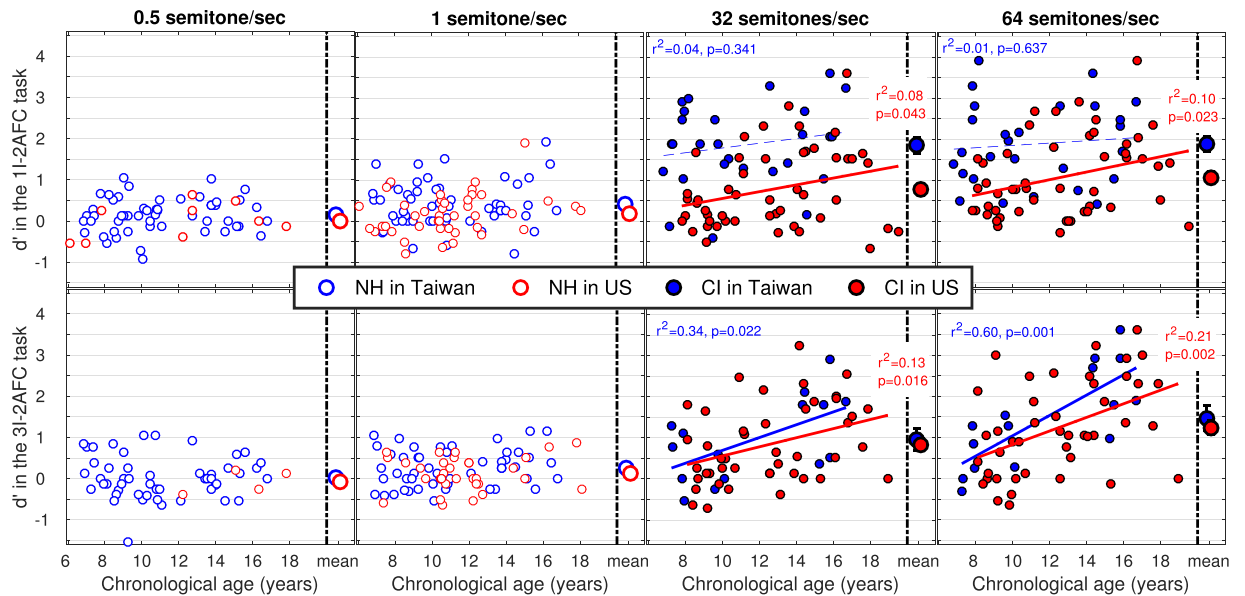 0.5 semitone/sec 1 semitone/sec 32 semitones/sec 64 semitones/sec
d' in the 1I-2AFC task
4
3
2
1
0
-1
r²=0.04, p=0.341
r²=0.08
p=0.043
r²=0.01, p=0.637
r²=0.10
p=0.023
NH in Taiwan NH in US CI in Taiwan CI in US
d' in the 3I-2AFC task
4
3
2
1
0
-1
r²=0.34, p=0.022
r²=0.13
p=0.016
r²=0.60, p=0.001
r²=0.21
p=0.002
6 8 10 12 14 16 18 mean 8 10 12 14 16 18 mean 8 10 12 14 16 18 mean 8 10 12 14 16 18 mean
Chronological age (years) Chronological age (years) Chronological age (years) Chronological age (years)